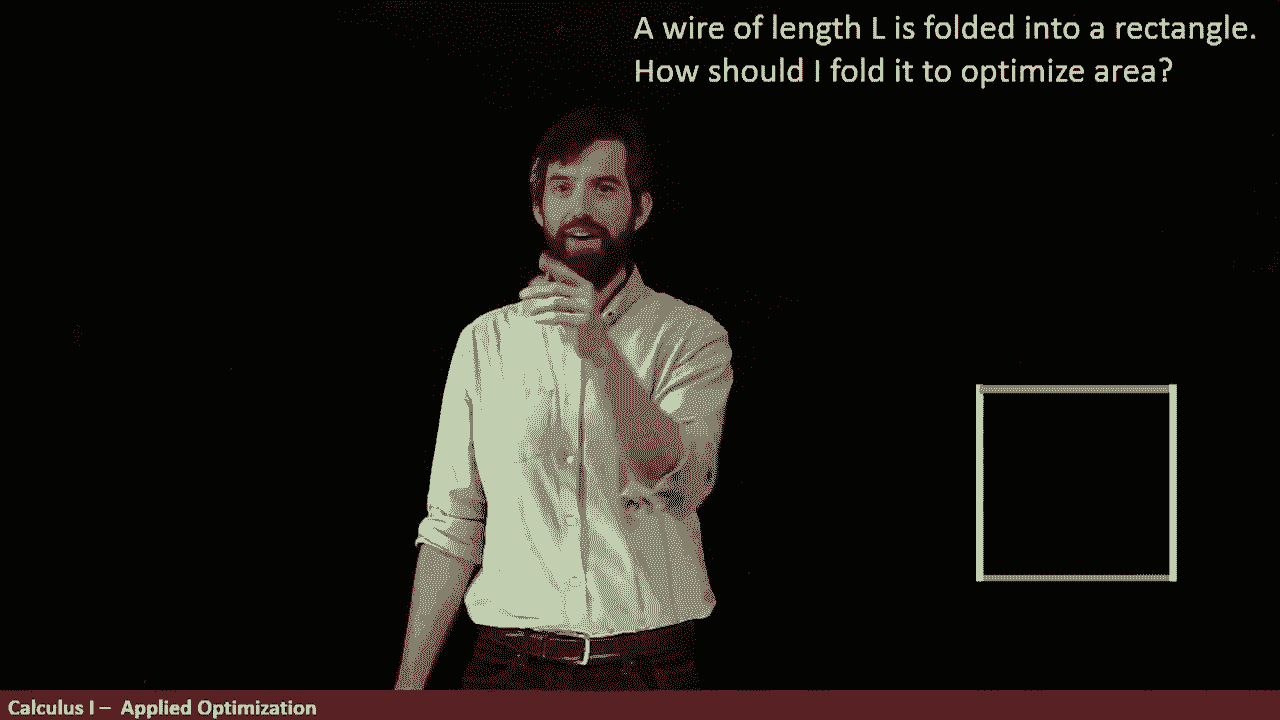 A wire of length L is folded into a rectangle.
How should I fold it to optimize area?
Calculus I – Applied Optimization